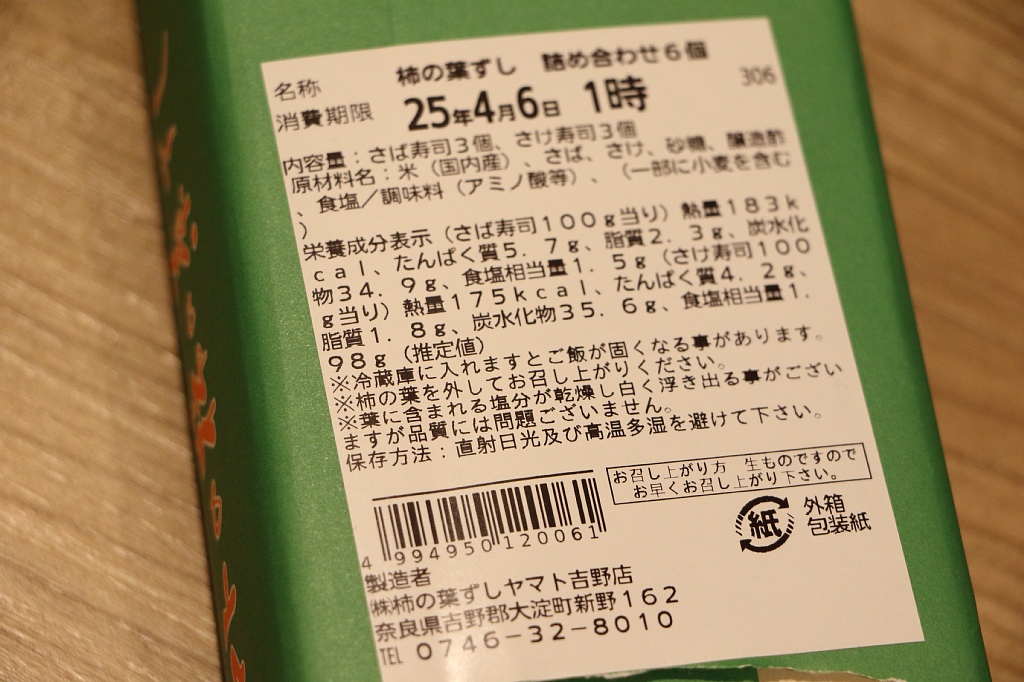 名称 柿の葉ずし 詰め合わせ6個
消費期限 25年4月6日 1時 306
内容量：さば寿司3個、さけ寿司3個
原材料名：米（国内産）、さば、さけ、砂糖、醸造酢
、食塩／調味料（アミノ酸等）、（一部に小麦を含む
）
栄養成分表示（さば寿司100g当り）熱量183k
cal、たんぱく質5．7g、脂質2．3g、炭水化
物34．9g、食塩相当量1．5g（さけ寿司100
g当り）熱量175kcal、たんぱく質4．2g、
脂質1．8g、炭水化物35．6g、食塩相当量1．
98g（推定値）
※冷蔵庫に入れますとご飯が固くなる事があります。
※柿の葉を外してお召し上がりください。
※葉に含まれる塩分が乾燥し白く浮き出る事がござい
ますが品質には問題ございません。
保存方法：直射日光及び高温多湿を避けて下さい。
お召し上がり方 生ものですので
お早くお召し上がり下さい。
4 994950 120061
紙 外箱
包装紙
製造者
㈱柿の葉ずしヤマト吉野店
奈良県吉野郡大淀町新野162
TEL 0746−32−8010